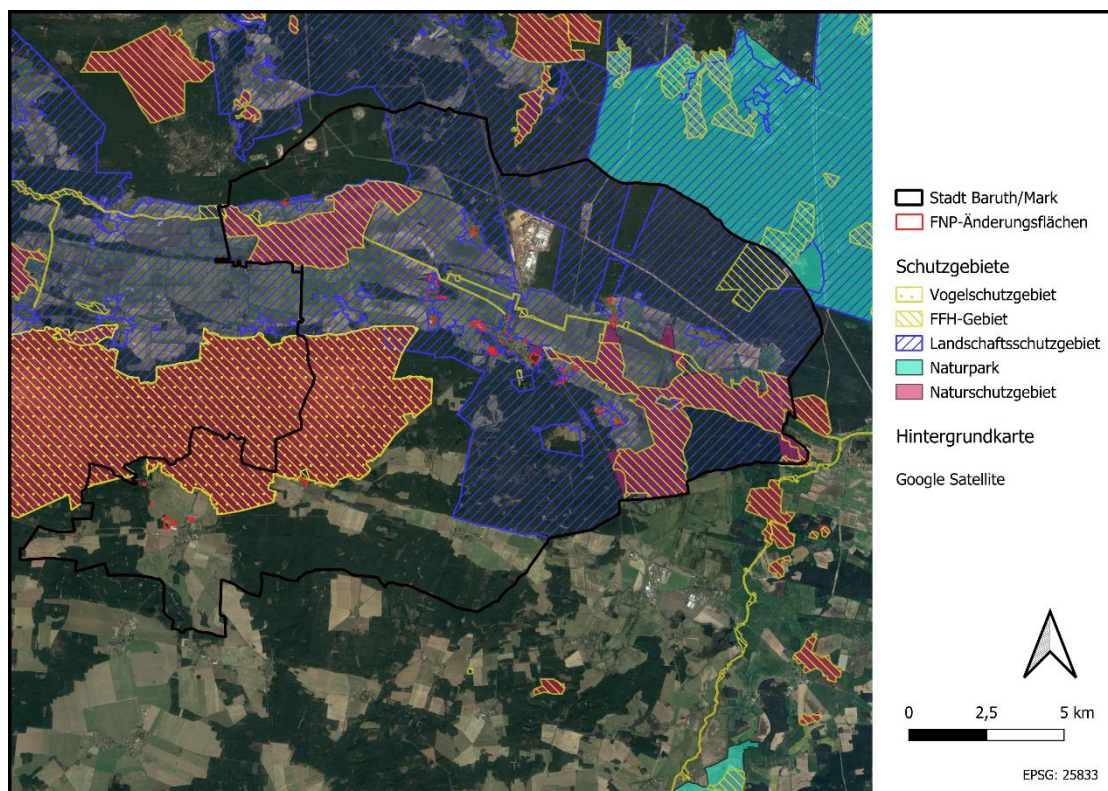 Stadt Baruth/Mark
FNP-Änderungsflächen
Schutzgebiete
Vogelschutzgebiet
FFH-Gebiet
Landschaftsschutzgebiet
Naturpark
Naturschutzgebiet
Hintergrundkarte
Google Satellite
0 2,5 5 km
EPSG: 25833